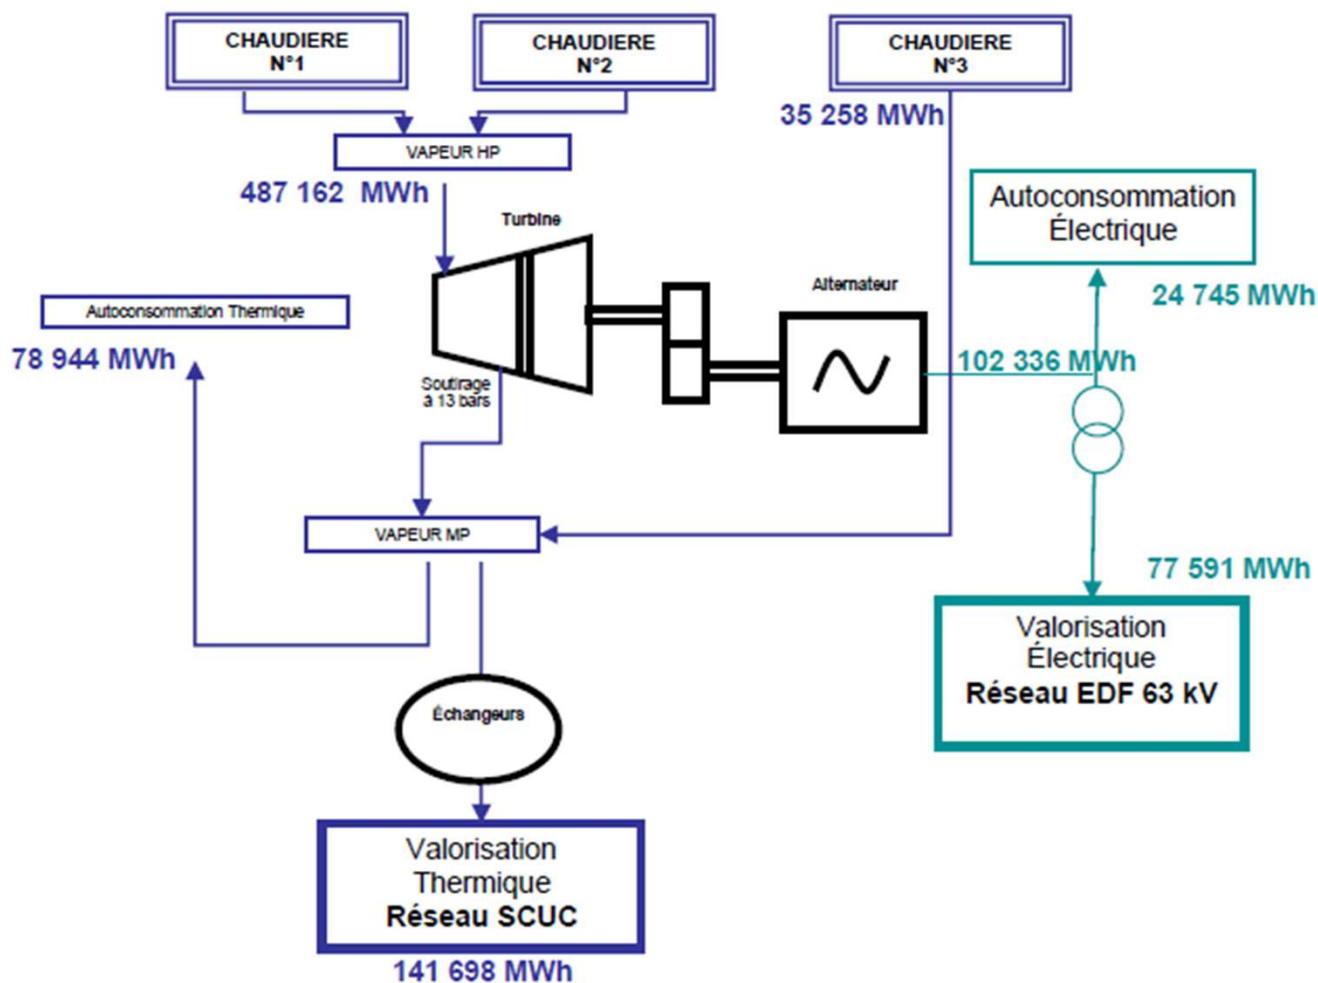 CHAUDIERE
N°1
CHAUDIERE
N°2
CHAUDIERE
N°3
35 258 MWh
VAPEUR HP
487 162 MWh
Turbine
Autoconsommation
Électrique
24 745 MWh
Alternateur
Autoconsommation Thermique
78 944 MWh
102 336 MWh
Soutirage
à 13 bars
VAPEUR MP
77 591 MWh
Valorisation
Électrique
Réseau EDF 63 kV
Échangeurs
Valorisation
Thermique
Réseau SCUC
141 698 MWh